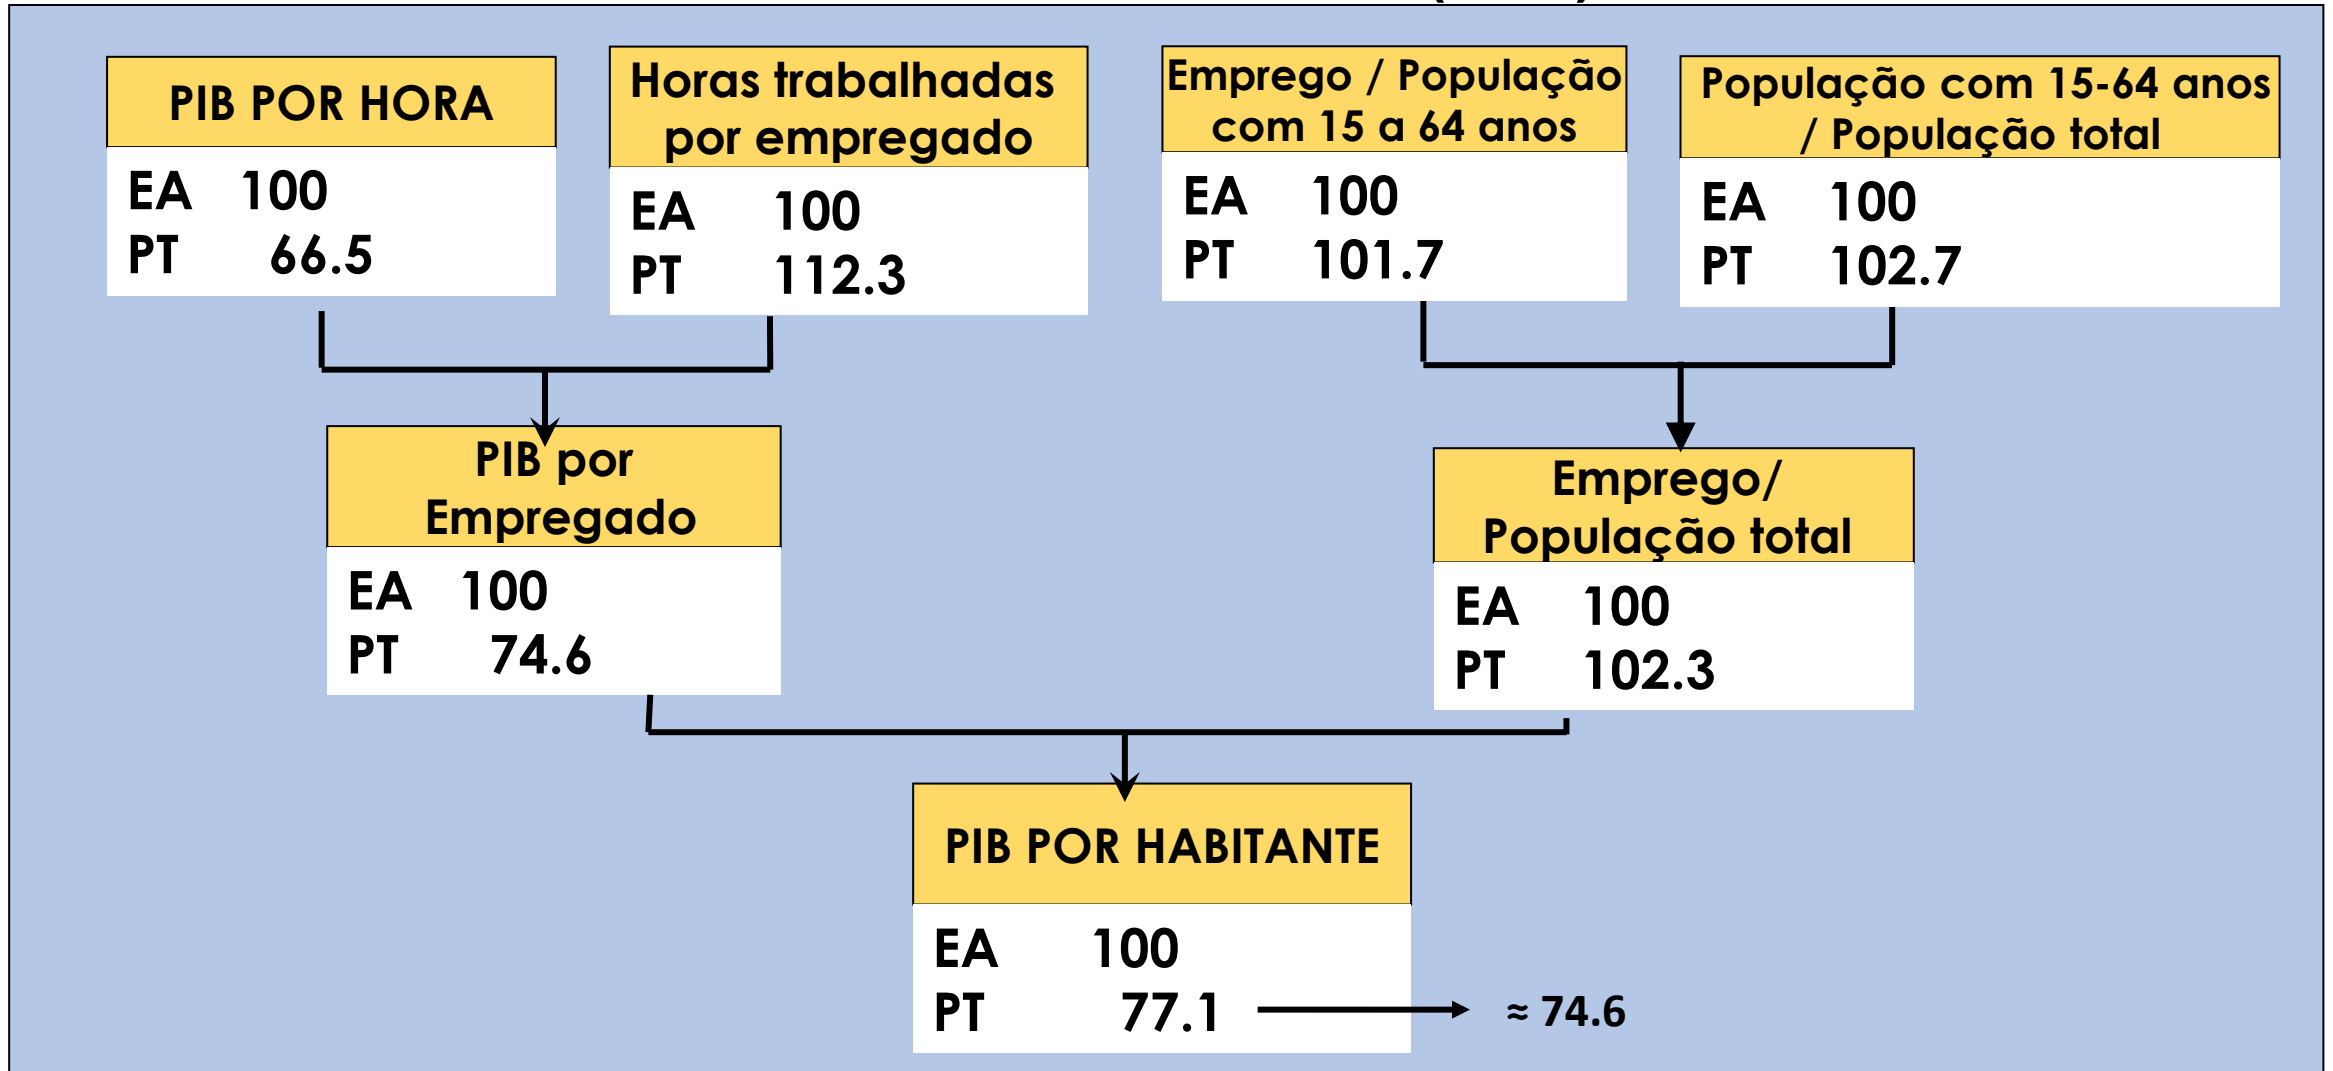 PIB POR HORA
EA 100
PT 66.5
Horas trabalhadas
por empregado
EA 100
PT 112.3
Emprego / População
com 15 a 64 anos
EA 100
PT 101.7
População com 15-64 anos
/ População total
EA 100
PT 102.7
PIB por
Empregado
EA 100
PT 74.6
Emprego/
População total
EA 100
PT 102.3
PIB POR HABITANTE
EA 100
PT 77.1
≈ 74.6